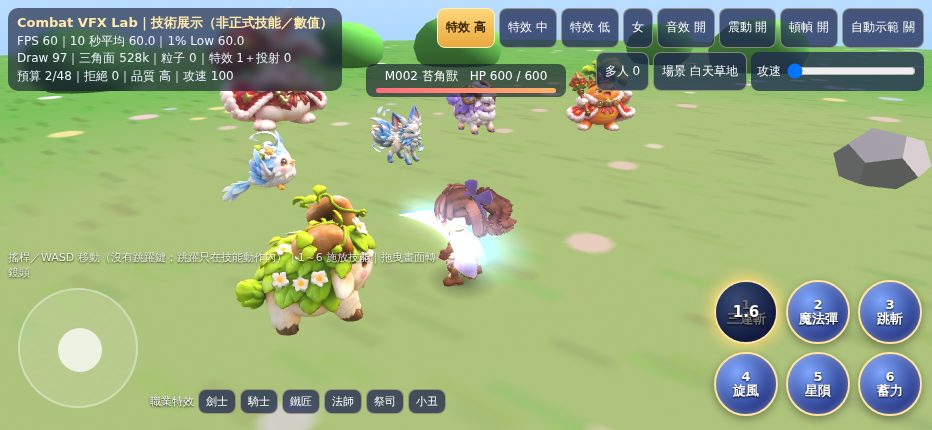 Combat VFX Lab｜技術展示（非正式技能／數值）
FPS 60｜10 秒平均 60.0｜1% Low 60.0
Draw 97｜三角面 528k｜粒子 0｜特效 1＋投射 0
預算 2/48｜拒絕 0｜品質 高｜攻速 100
特效 高
特效 中
特效 低
女
音效 開
震動 開
頓幀 開
自動示範 關
M002 苔角獸 HP 600 / 600
多人 0
場景 白天草地
攻速
搖桿／WASD 移動（沒有跳躍鍵；跳躍只在技能動作內）｜1～6 施放技能｜拖曳畫面轉
鏡頭
1
1.6
三連斬
2
魔法彈
3
跳斬
4
旋風
5
星隕
6
蓄力
職業特效
劍士
騎士
鐵匠
法師
祭司
小丑